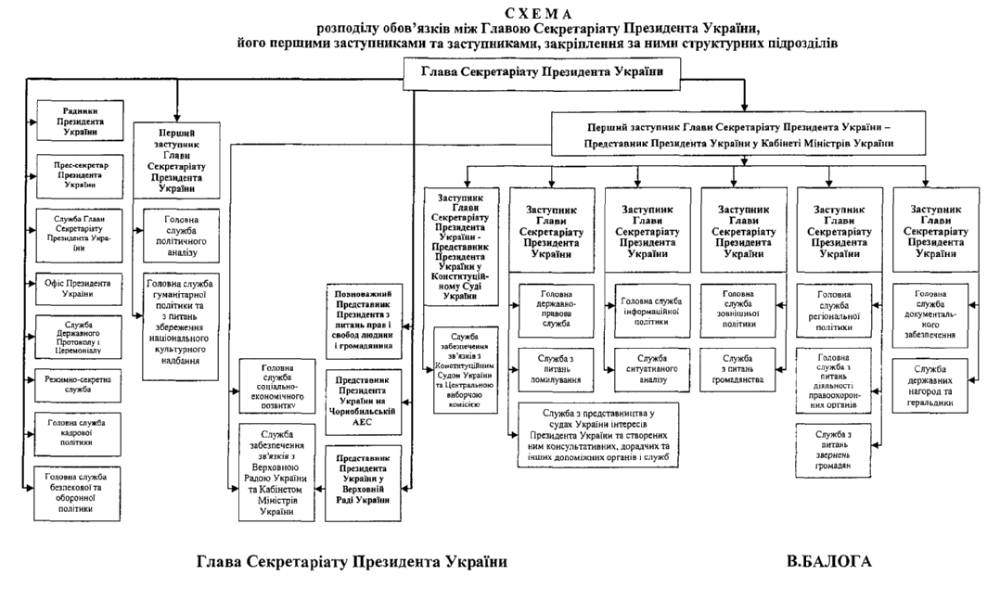 С Х Е М А
розподілу обов’язків між Главою Секретаріату Президента України,
його першими заступниками та заступниками, закріплення за ними структурних підрозділів
Глава Секретаріату Президента України
Радники
Президента
України
Прес-секретар
Президента
України
Служба Глави
Секретаріату
Президента Укра-
їни
Офіс Президента
України
Служба
Державного
Протоколу і
Церемоніалу
Режимно-секретна
служба
Головна служба
кадрової
політики
Головна служба
безпекової та
оборонної
політики
Перший
заступник
Глави
Секретаріату
Президента
України
Головна
служба
політичного
аналізу
Головна служба
гуманітарної
політики та
з питань
збереження
національного
культурного
надбання
Перший заступник Глави Секретаріату Президента України –
Представник Президента України у Кабінеті Міністрів України
Головна
служба
соціально-
економічного
розвитку
Служба
забезпечення
зв'язків з
Верховною
Радою України
та Кабінетом
Міністрів
України
Повноважний
Представник
Президента з
питань прав і
свобод людини
і громадянина
Представник
Президента
України на
Чорнобильській
АЕС
Представник
Президента
України у
Верховній
Раді України
Заступник
Глави
Секретаріату
Президента
України -
Представник
Президента
України у
Конституцій-
ному Суді
України
Служба
забезпечення
зв’язків з
Конституційним
Судом України
та Центральною
виборчою
комісією
Заступник
Глави
Секретаріату
Президента
України
Головна
державно-
правова
служба
Служба з
питань
помилування
Служба з представництва у
судах України інтересів
Президента України та створених
ним консультативних, дорадчих та
інших допоміжних органів і служб
Заступник
Глави
Секретаріату
Президента
України
Головна служба
інформаційної
політики
Служба
ситуативного
аналізу
Заступник
Глави
Секретаріату
Президента
України
Головна
служба
зовнішньої
політики
Служба
з питань
громадянства
Заступник
Глави
Секретаріату
Президента
України
Головна
служба
регіональної
політики
Головна
служба з
питань
діяльності
правоохорон-
них органів
Служба з
питань
звернень
громадян
Заступник
Глави
Секретаріату
Президента
України
Головна
служба
документаль-
ного
забезпечення
Служба
державних
нагород та
геральдики
Глава Секретаріату Президента України
В.БАЛОГА